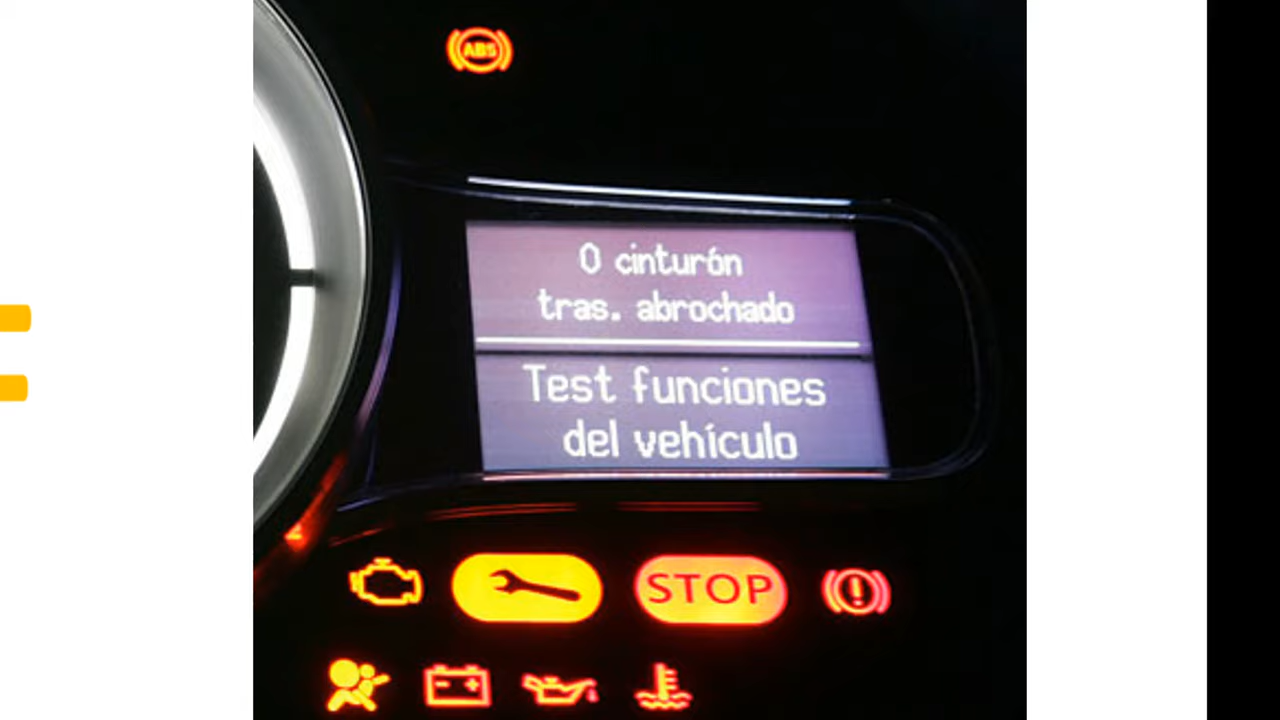 ABS
0 cinturón
tras. abrochado
Test funciones
del vehículo
STOP